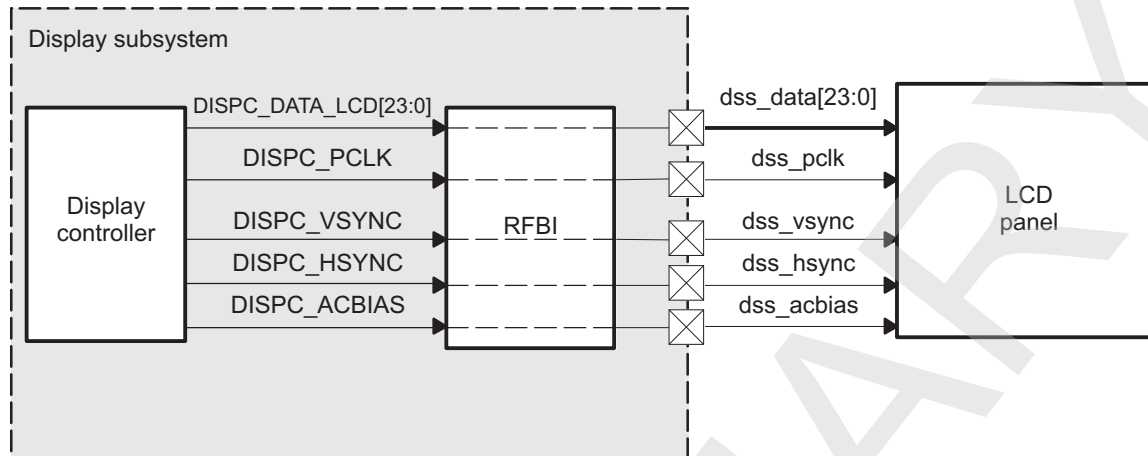 Display subsystem
DISPC_DATA_LCD[23:0]
dss_data[23:0]
DISPC_PCLK
dss_pclk
Display
controller
RFBI
LCD
panel
DISPC_VSYNC
dss_vsync
DISPC_HSYNC
dss_hsync
DISPC_ACBIAS
dss_acbias
ARY